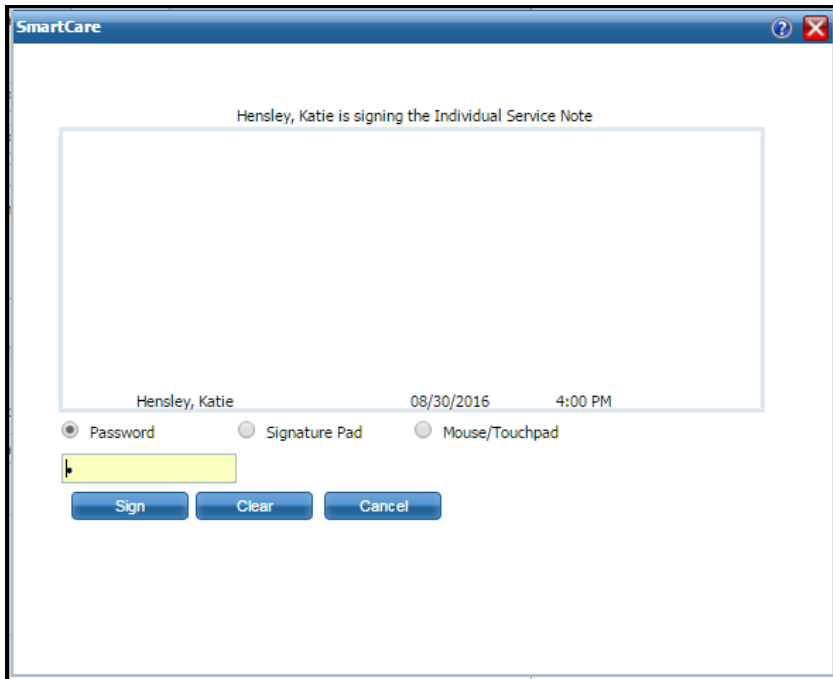 SmartCare
?
Hensley, Katie is signing the Individual Service Note
Hensley, Katie 08/30/2016 4:00 PM
Password Signature Pad Mouse/Touchpad
Sign Clear Cancel